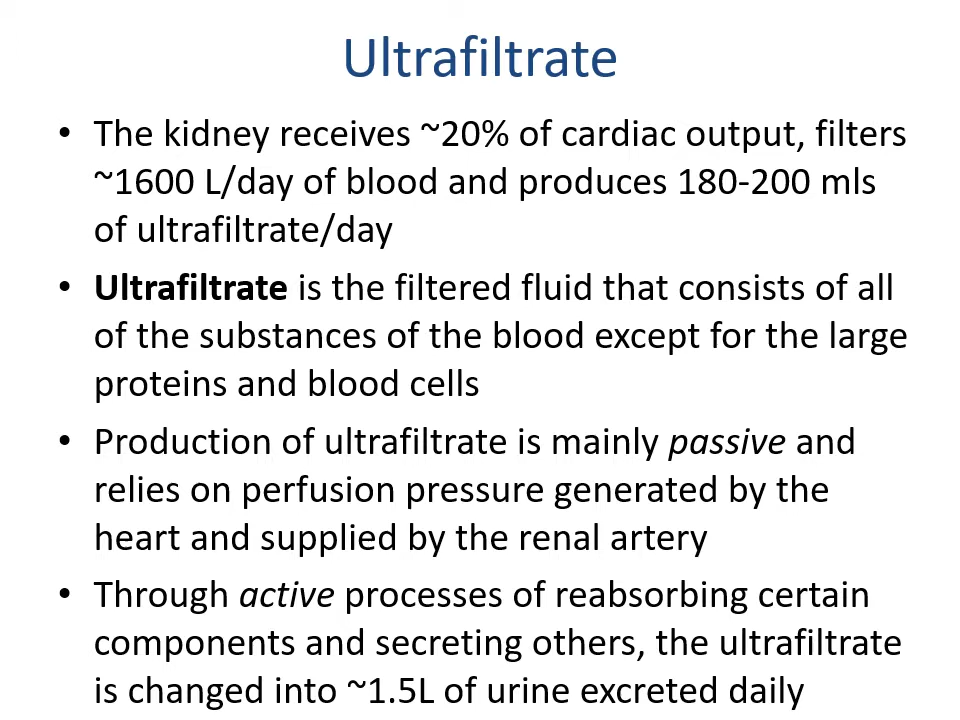 Ultrafiltrate
• The kidney receives ~20% of cardiac output, filters
~1600 L/day of blood and produces 180-200 mls
of ultrafiltrate/day
• Ultrafiltrate is the filtered fluid that consists of all
of the substances of the blood except for the large
proteins and blood cells
• Production of ultrafiltrate is mainly passive and
relies on perfusion pressure generated by the
heart and supplied by the renal artery
• Through active processes of reabsorbing certain
components and secreting others, the ultrafiltrate
is changed into ~1.5L of urine excreted daily